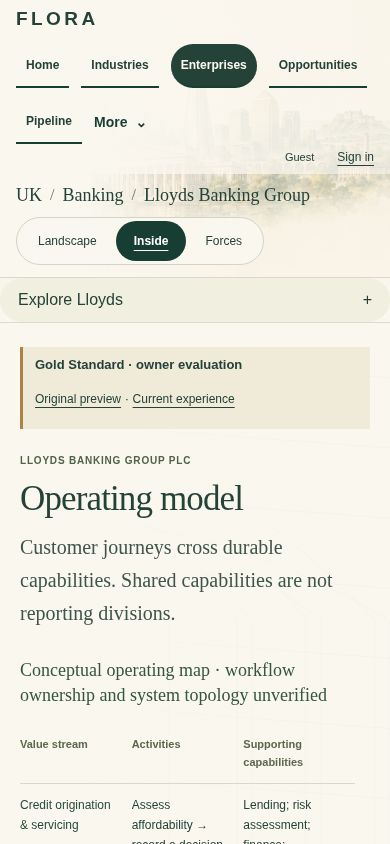 FLORA
Home Industries Enterprises Opportunities
Pipeline More
Guest Sign in
UK / Banking / Lloyds Banking Group
Landscape Inside Forces
Explore Lloyds +
Gold Standard · owner evaluation
Original preview · Current experience
LLOYDS BANKING GROUP PLC
Operating model
Customer journeys cross durable
capabilities. Shared capabilities are not
reporting divisions.
Conceptual operating map · workflow
ownership and system topology unverified
Value stream Activities Supporting
capabilities
Credit origination Assess Lending; risk
& servicing affordability → assessment;
record a decision finance;